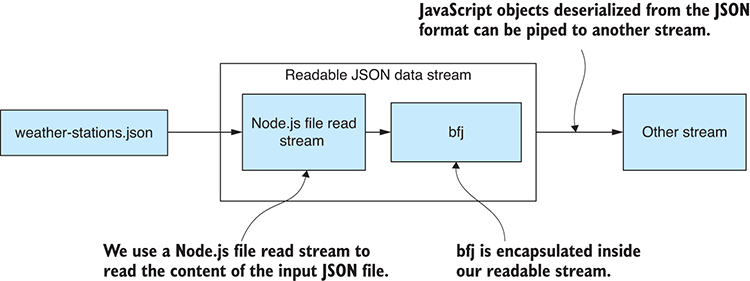 JavaScript objects deserialized from the JSON
format can be piped to another stream.
Readable JSON data stream
weather-stations.json
Node.js file read
stream
bfj
Other stream
We use a Node.js file read stream to
read the content of the input JSON file.
bfj is encapsulated inside
our readable stream.